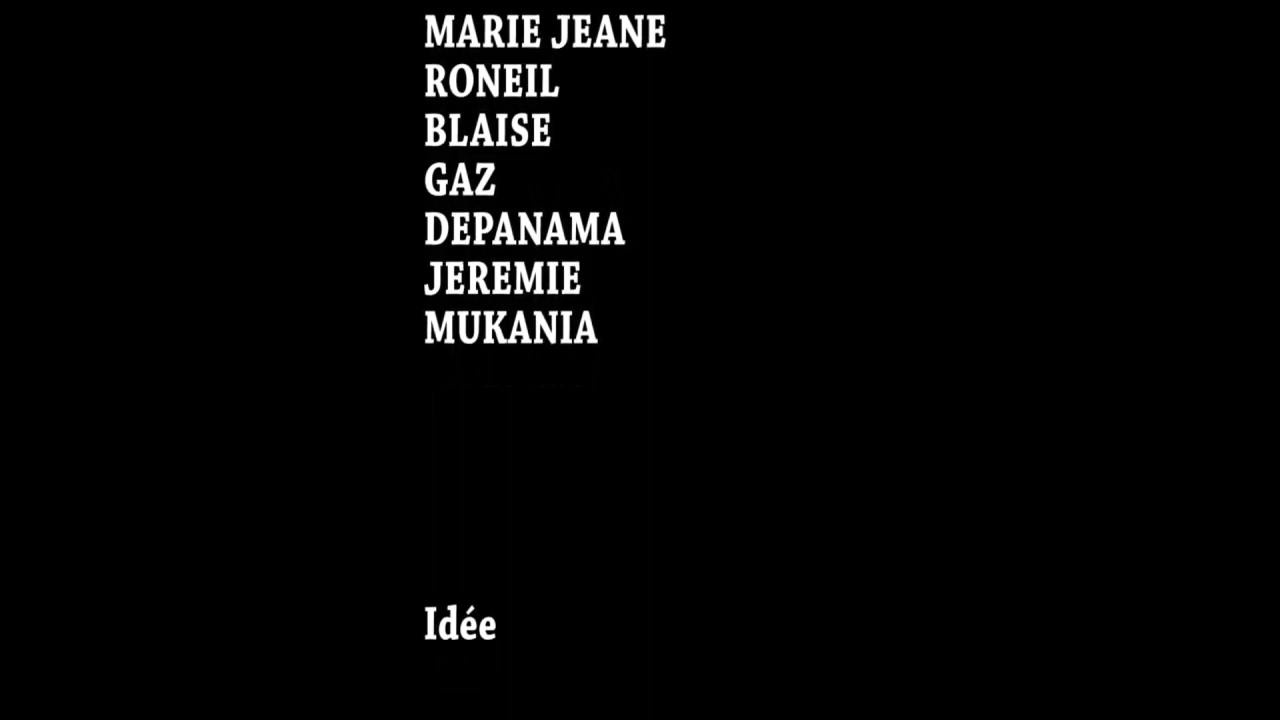 MARIE JEANE
RONEIL
BLAISE
GAZ
DEPANAMA
JEREMIE
MUKANIA
Idée